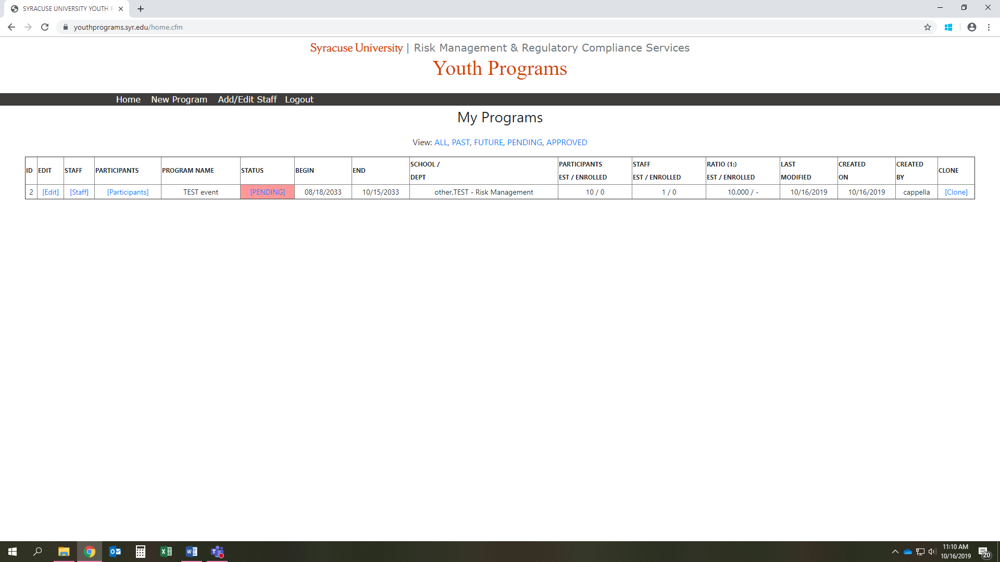 SYRACUSE UNIVERSITY YOUTH P
youthprograms.syr.edu/home.cfm
Syracuse University | Risk Management & Regulatory Compliance Services
Youth Programs
Home New Program Add/Edit Staff Logout
My Programs
View: ALL, PAST, FUTURE, PENDING, APPROVED
ID EDIT STAFF PARTICIPANTS PROGRAM NAME STATUS BEGIN END SCHOOL / DEPT PARTICIPANTS EST / ENROLLED STAFF EST / ENROLLED RATIO (1:) EST / ENROLLED LAST MODIFIED CREATED ON CREATED BY CLONE
2 [Edit] [Staff] [Participants] TEST event [PENDING] 08/18/2033 10/15/2033 other,TEST - Risk Management 10 / 0 1 / 0 10.000 / - 10/16/2019 10/16/2019 cappella [Clone]
11:10 AM
10/16/2019
20